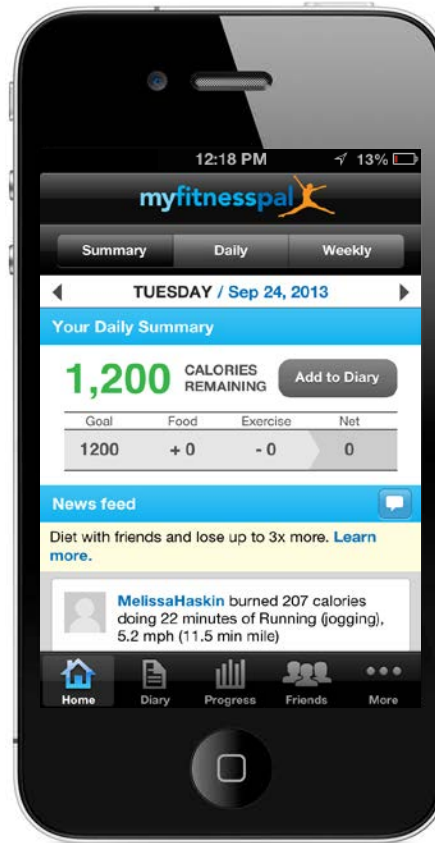 12:18 PM 13%
myfitnesspal
Summary Daily Weekly
TUESDAY / Sep 24, 2013
Your Daily Summary
1,200 CALORIES REMAINING Add to Diary
Goal Food Exercise Net
1200 + 0 - 0 0
News feed
Diet with friends and lose up to 3x more. Learn
more.
MelissaHaskin burned 207 calories
doing 22 minutes of Running (jogging),
5.2 mph (11.5 min mile)
Home Diary Progress Friends More